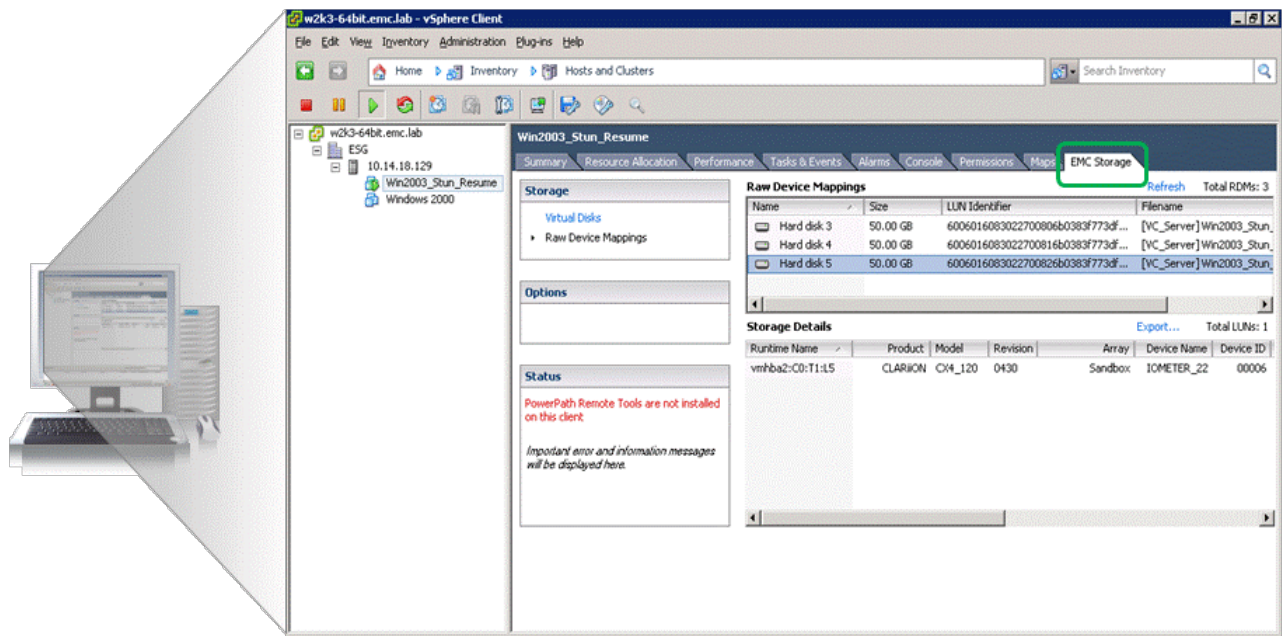 w2k3-64bit.emc.lab - vSphere Client
File Edit View Inventory Administration Plug-ins Help
Home Inventory Hosts and Clusters Search Inventory
w2k3-64bit.emc.lab
ESG
10.14.18.129
Win2003_Stun_Resume
Windows 2000
Win2003_Stun_Resume
Summary Resource Allocation Performance Tasks & Events Alarms Console Permissions Maps EMC Storage
Storage
Virtual Disks
Raw Device Mappings
Options
Status
PowerPath Remote Tools are not installed
on this client
Important error and information messages
will be displayed here.
Raw Device Mappings Refresh Total RDMs: 3
Name Size LUN Identifier Filename
Hard disk 3 50.00 GB 6006016083022700806b0383f773df... [VC_Server] Win2003_Stun_
Hard disk 4 50.00 GB 6006016083022700816b0383f773df... [VC_Server] Win2003_Stun_
Hard disk 5 50.00 GB 6006016083022700826b0383f773df... [VC_Server] Win2003_Stun_
Storage Details Export... Total LUNs: 1
Runtime Name Product Model Revision Array Device Name Device ID
vmhba2:C0:T1:L5 CLARiiON CX4_120 0430 Sandbox IOMETER_22 00006